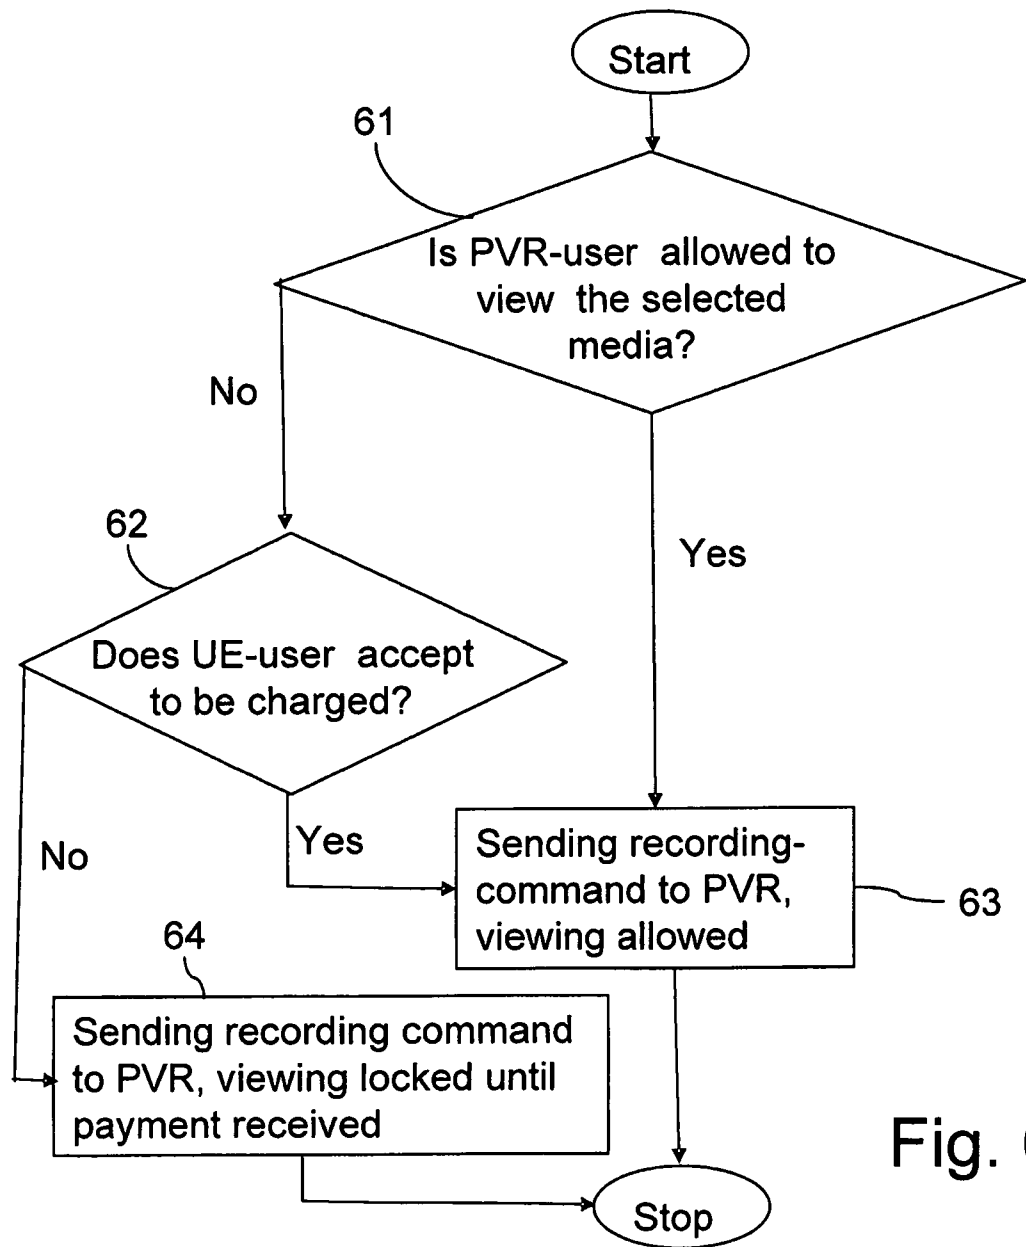 Start
61
Is PVR-user allowed to
view the selected
media?
No
Yes
62
Does UE-user accept
to be charged?
No
Yes
Sending recording-
command to PVR,
viewing allowed
63
64
Sending recording command
to PVR, viewing locked until
payment received
Fig.
Stop